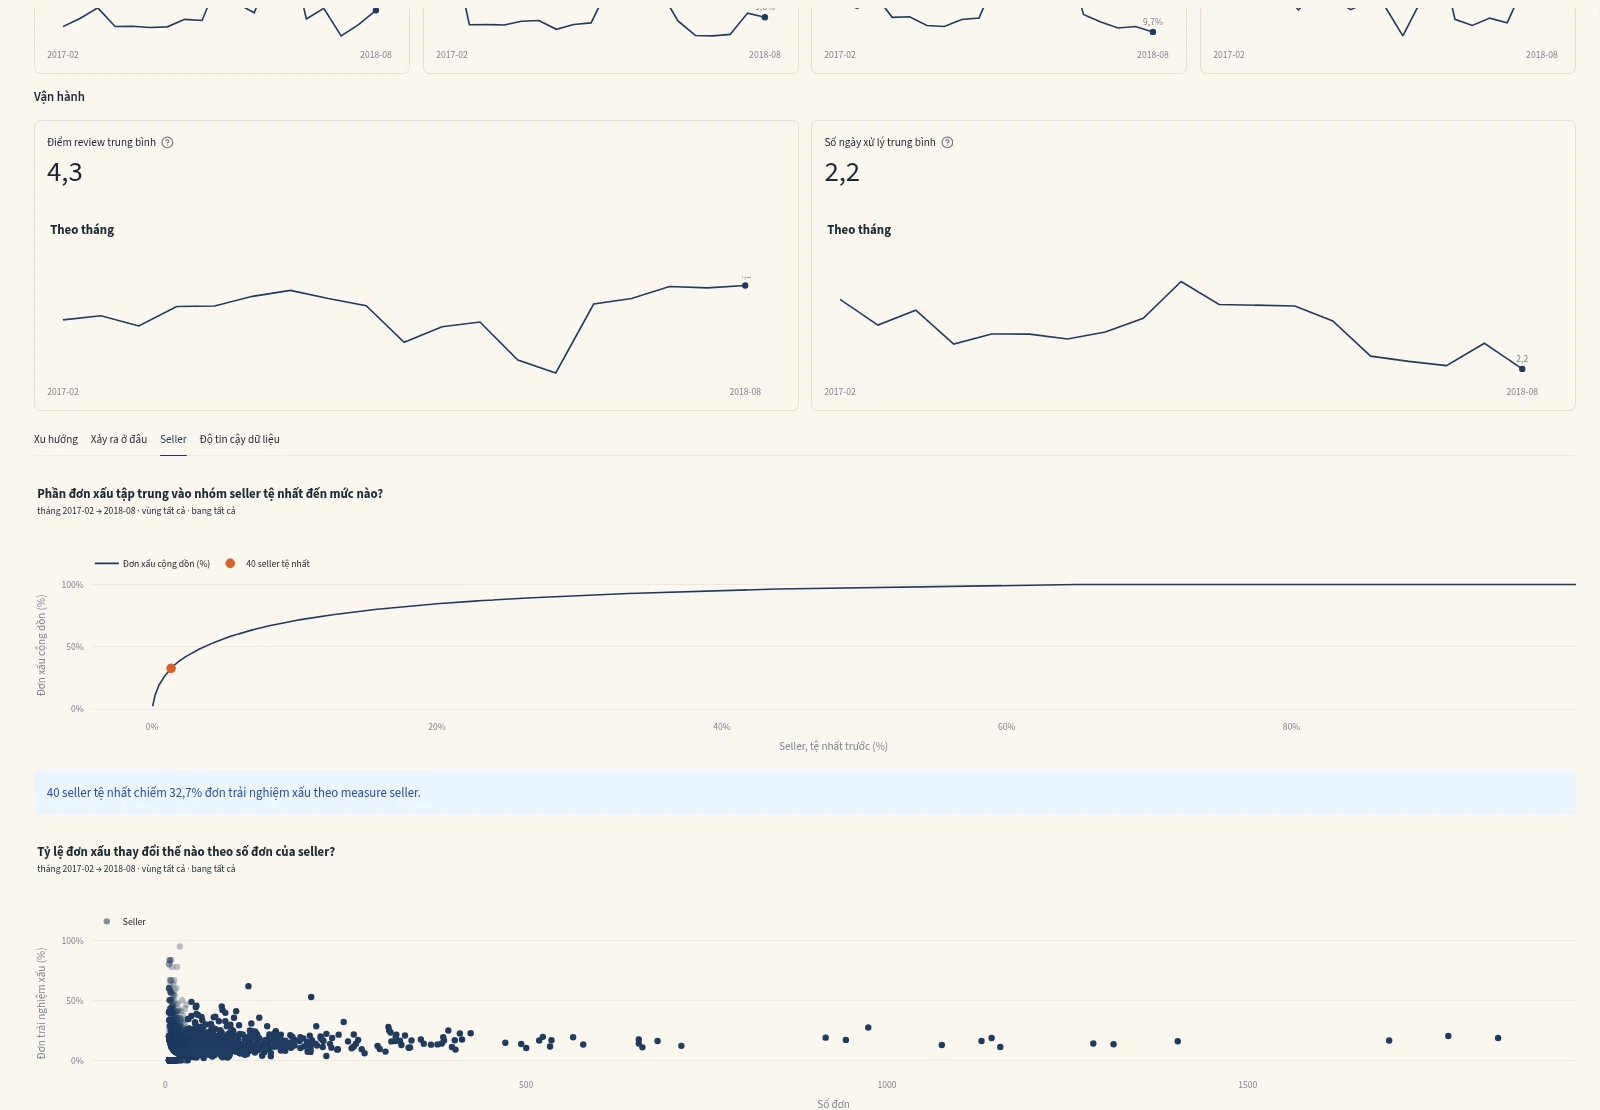 9,7%
2017-02 2018-08 2017-02 2018-08 2017-02 2018-08 2017-02 2018-08
Vận hành
Điểm review trung bình
4,3
Theo tháng
2017-02 2018-08
Số ngày xử lý trung bình
2,2
Theo tháng
2,2
2017-02 2018-08
Xu hướng Xảy ra ở đâu Seller Độ tin cậy dữ liệu
Phần đơn xấu tập trung vào nhóm seller tệ nhất đến mức nào?
tháng 2017-02 → 2018-08 · vùng tất cả · bang tất cả
Đơn xấu cộng dồn (%) 40 seller tệ nhất
Đơn xấu cộng dồn (%)
100%
50%
0%
0% 20% 40% 60% 80%
Seller, tệ nhất trước (%)
40 seller tệ nhất chiếm 32,7% đơn trải nghiệm xấu theo measure seller.
Tỷ lệ đơn xấu thay đổi thế nào theo số đơn của seller?
tháng 2017-02 → 2018-08 · vùng tất cả · bang tất cả
Seller
Đơn trải nghiệm xấu (%)
100%
50%
0%
0 500 1000 1500
Số đơn